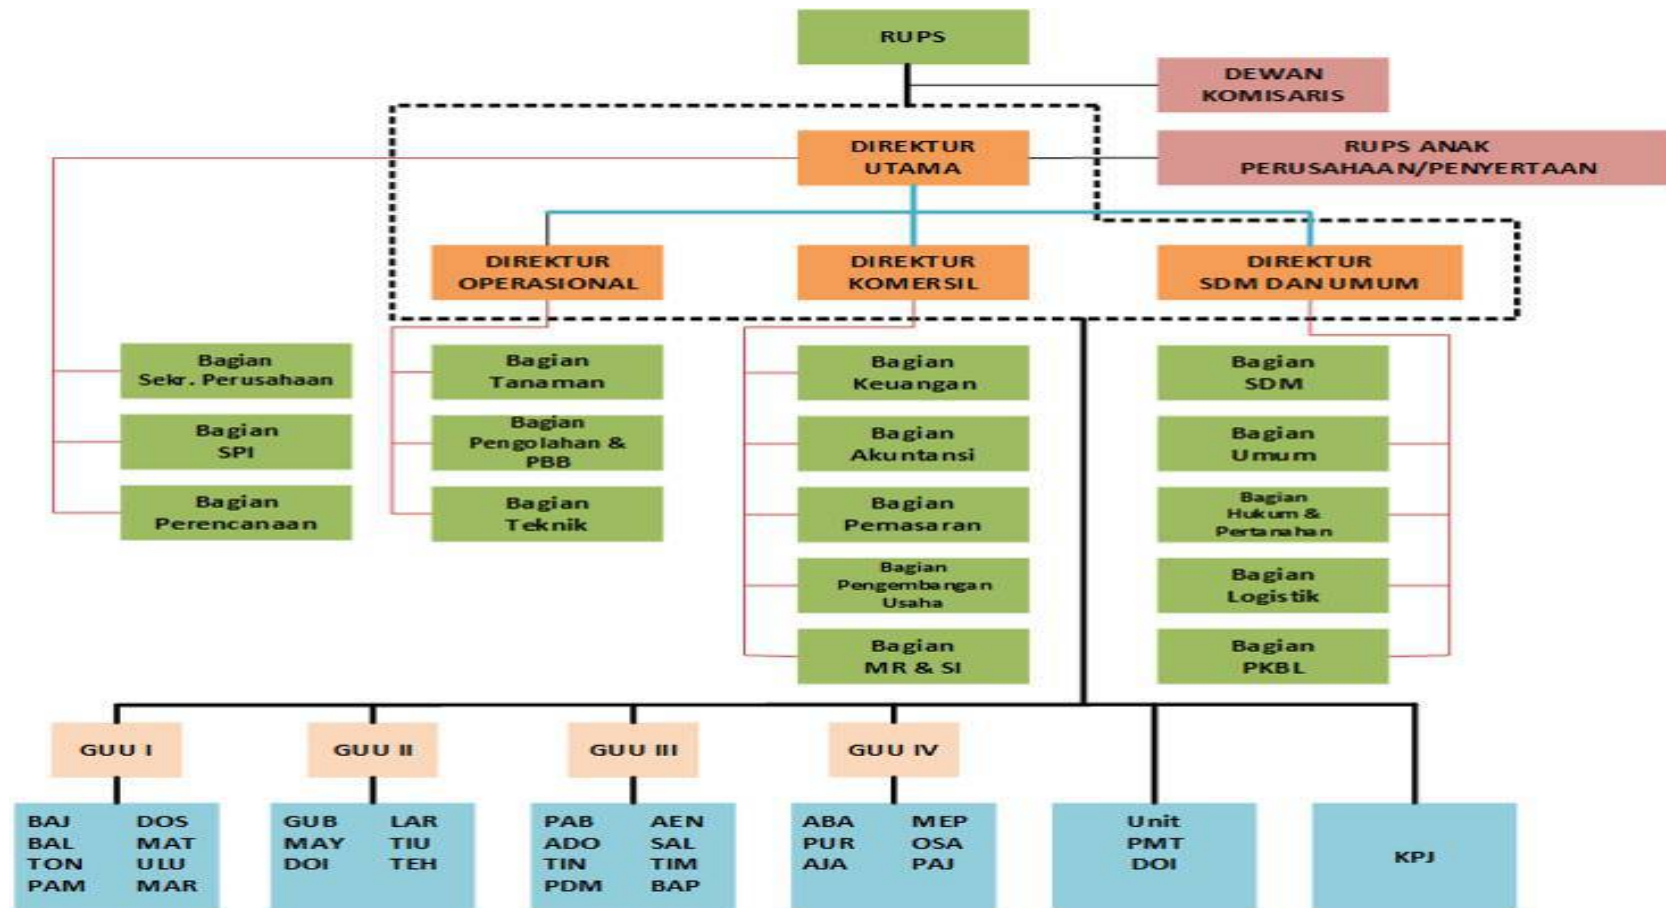 RUPS
DEWAN
KOMISARIS
DIREKTUR
UTAMA
RUPS ANAK
PERUSAHAAN/PENYERTAAN
DIREKTUR
OPERASIONAL
DIREKTUR
KOMERSIL
DIREKTUR
SDM DAN UMUM
Bagian
Sekr. Perusahaan
Bagian
SPI
Bagian
Perencanaan
Bagian
Tanaman
Bagian
Pengolahan &
PBB
Bagian
Teknik
Bagian
Keuangan
Bagian
Akuntansi
Bagian
Pemasaran
Bagian
Pengembangan
Usaha
Bagian
MR & SI
Bagian
SDM
Bagian
Umum
Bagian
Hukum &
Pertanahan
Bagian
Logistik
Bagian
PKBL
GUU I
GUU II
GUU III
GUU IV
BAJ DOS
BAL MAT
TON ULU
PAM MAR
GUB LAR
MAY TIU
DOI TEH
PAB AEN
ADO SAL
TIN TIM
PDM BAP
ABA MEP
PUR OSA
AJA PAJ
Unit
PMT
DOI
KPJ